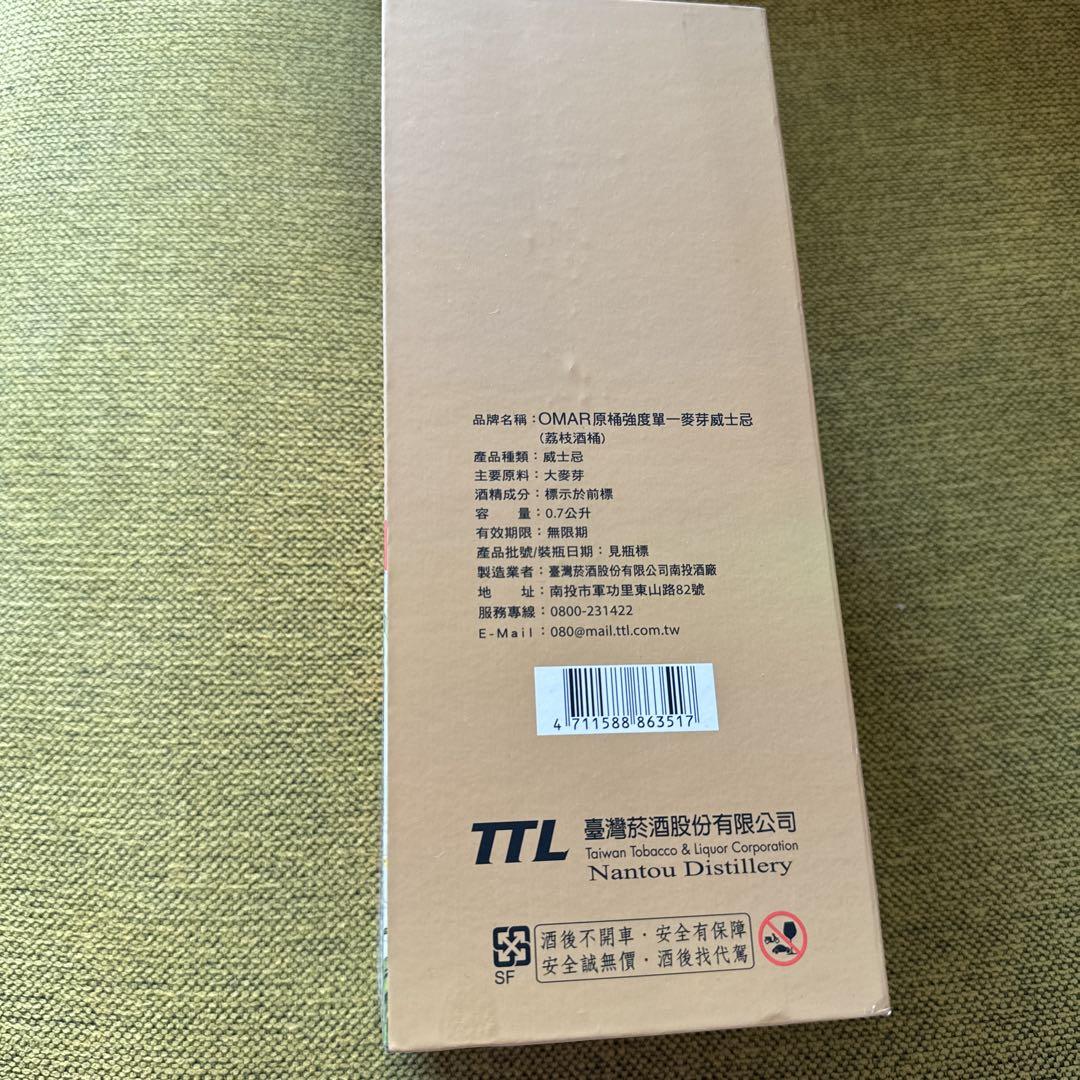 品牌名稱：OMAR原桶強度單一麥芽威士忌
(荔枝酒桶)
產品種類：威士忌
主要原料：大麥芽
酒精成分：標示於前標
容　　量：0.7公升
有效期限：無限期
產品批號/裝瓶日期：見瓶標
製造業者：臺灣菸酒股份有限公司南投酒廠
地　　址：南投市軍功里東山路82號
服務專線：0800-231422
E-Mail：080@mail.ttl.com.tw
4 711588 863517
TTL 臺灣菸酒股份有限公司
Taiwan Tobacco & Liquor Corporation
Nantou Distillery
酒後不開車·安全有保障
安全誠無價·酒後找代駕
SF